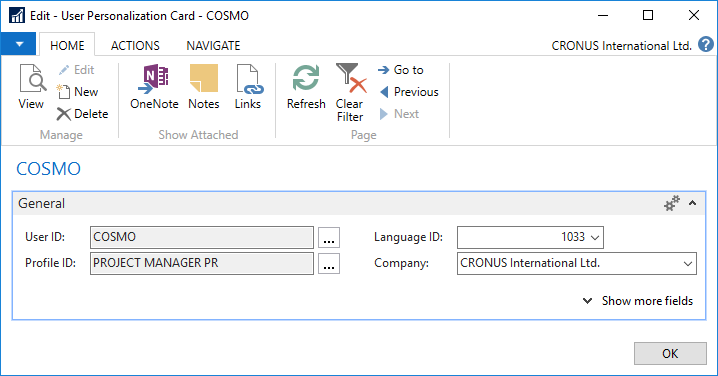 Edit - User Personalization Card - COSMO
HOME ACTIONS NAVIGATE CRONUS International Ltd. ?
View
Edit
New
Delete
Manage
OneNote Notes Links
Show Attached
Refresh Clear Filter
Go to
Previous
Next
Page
COSMO
General
User ID: COSMO ... Language ID: 1033
Profile ID: PROJECT MANAGER PR ... Company: CRONUS International Ltd.
Show more fields
OK